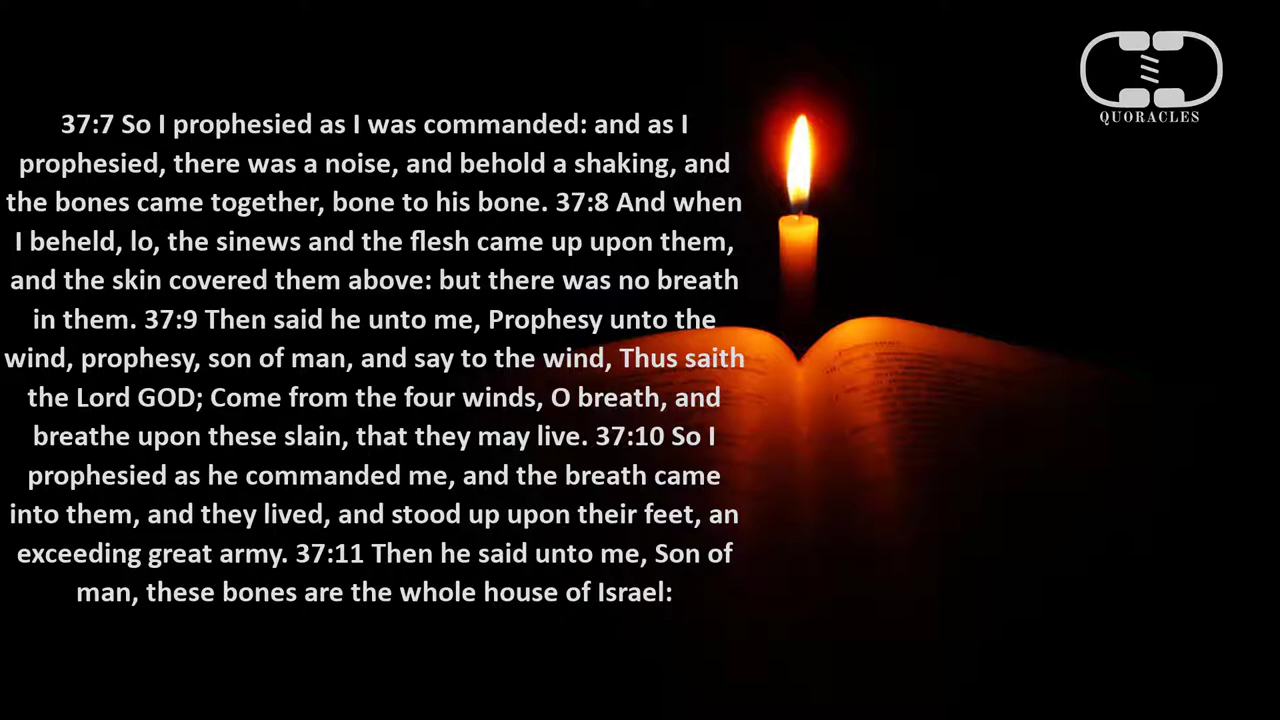 37:7 So I prophesied as I was commanded: and as I
prophesied, there was a noise, and behold a shaking, and
the bones came together, bone to his bone. 37:8 And when
I beheld, lo, the sinews and the flesh came up upon them,
and the skin covered them above: but there was no breath
in them. 37:9 Then said he unto me, Prophesy unto the
wind, prophesy, son of man, and say to the wind, Thus saith
the Lord GOD; Come from the four winds, O breath, and
breathe upon these slain, that they may live. 37:10 So I
prophesied as he commanded me, and the breath came
into them, and they lived, and stood up upon their feet, an
exceeding great army. 37:11 Then he said unto me, Son of
man, these bones are the whole house of Israel:
QUORACLES